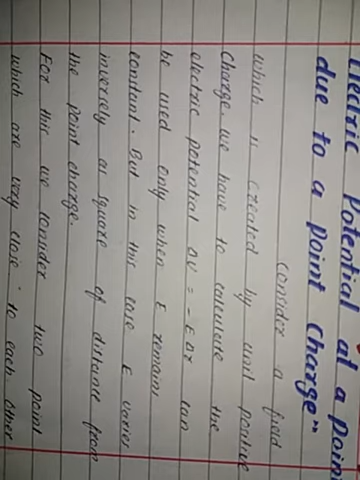 Electric Potential at a poin
due to a point Charge"
Consider a field
which is created by unit positive
Charge. we have to calculate the
electric potential ΔV = - E Δr can
be used only when E remains
constant. But in this case E varies
inversely as square of distance from
the point charge.
For this we consider two point
which are very close to each other